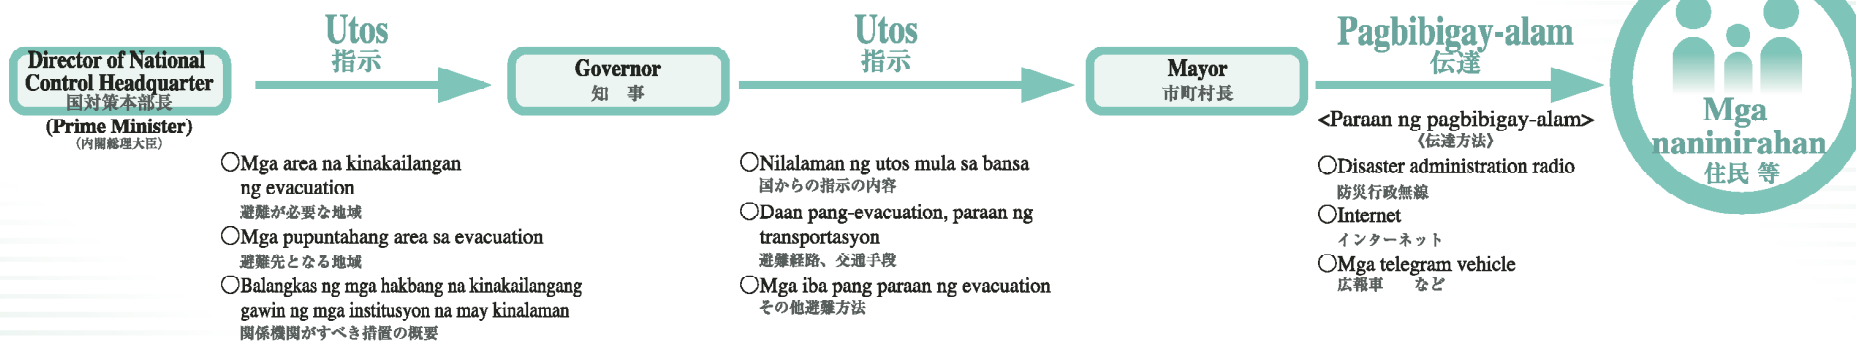 Director of National
Control Headquarter
国対策本部長
(Prime Minister)
（内閣総理大臣）
Utos
指示
○Mga area na kinakailangan
ng evacuation
避難が必要な地域
○Mga pupuntahang area sa evacuation
避難先となる地域
○Balangkas ng mga hakbang na kinakailangang
gawin ng mga institusyon na may kinalaman
関係機関がすべき措置の概要
Governor
知　事
Utos
指示
○Nilalaman ng utos mula sa bansa
国からの指示の内容
○Daan pang-evacuation, paraan ng
transportasyon
避難経路、交通手段
○Mga iba pang paraan ng evacuation
その他避難方法
Mayor
市町村長
Pagbibigay-alam
伝達
<Paraan ng pagbibigay-alam>
〈伝達方法〉
○Disaster administration radio
防災行政無線
○Internet
インターネット
○Mga telegram vehicle
広報車　　など
Mga
naninirahan
住民 等